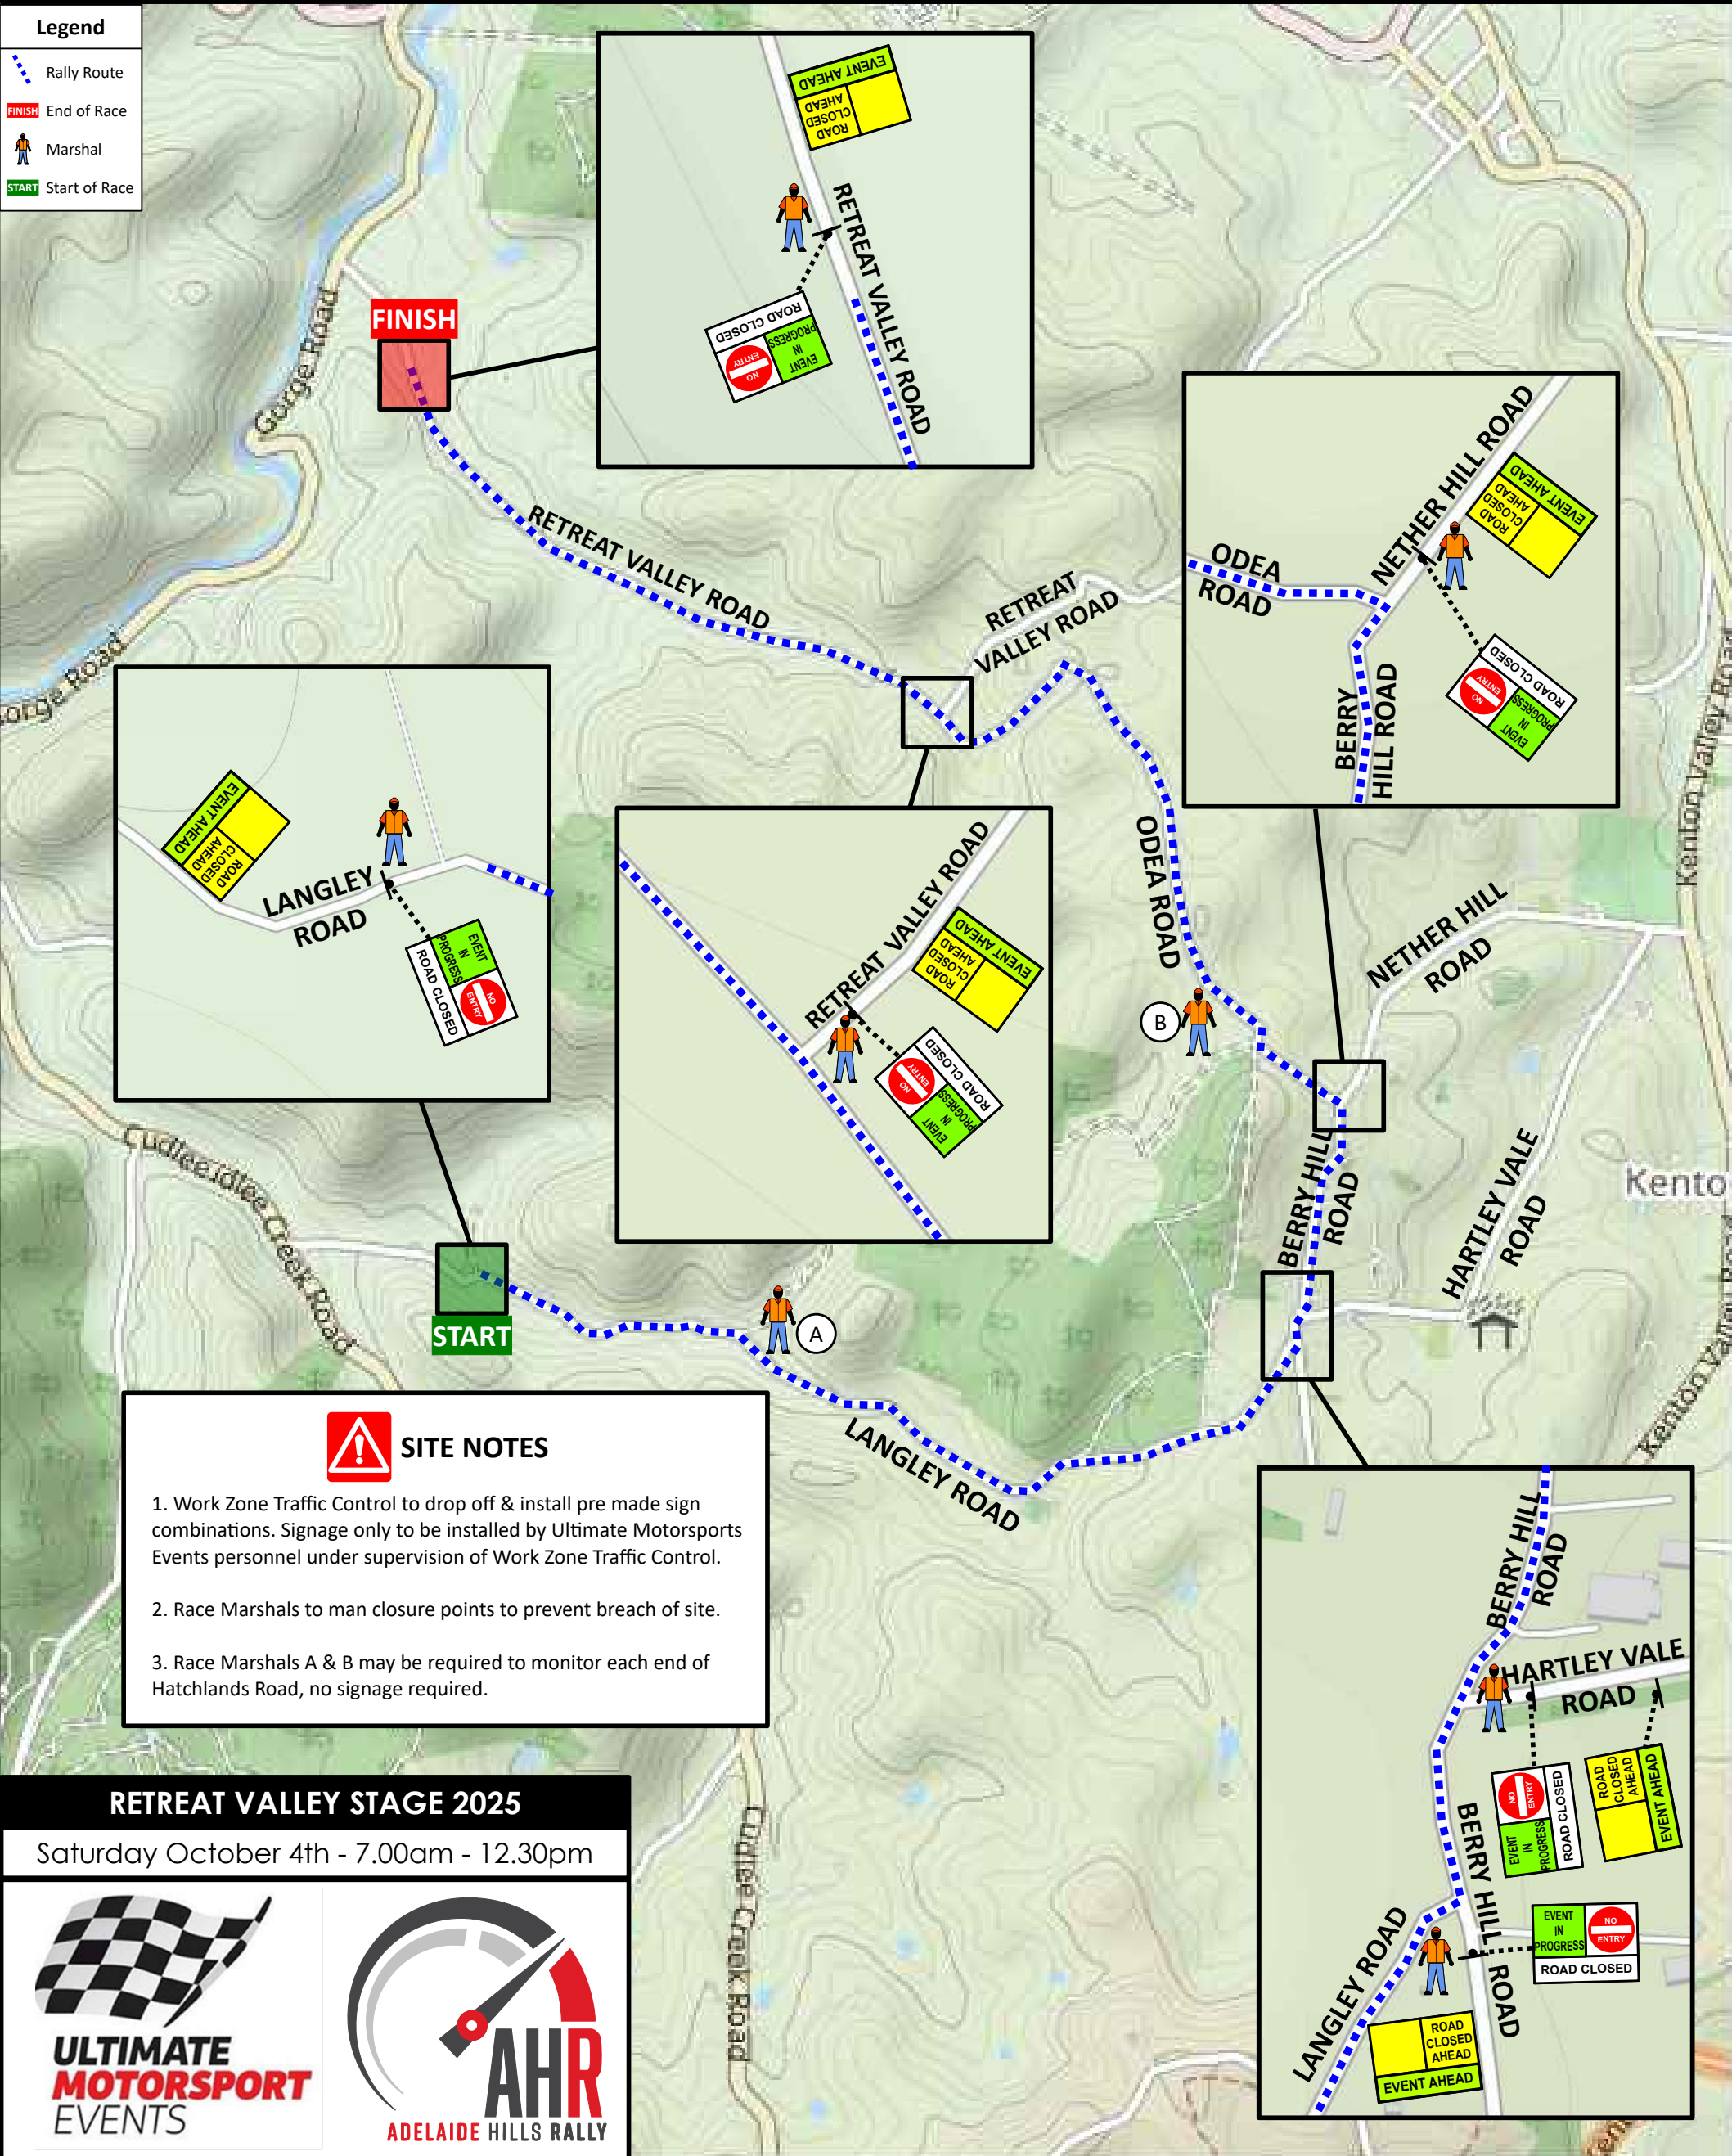 Legend
Rally Route
FINISH End of Race
Marshal
START Start of Race
EVENT AHEAD
ROAD
CLOSED
AHEAD
RETREAT VALLEY ROAD
ROAD CLOSED
NO
ENTRY
EVENT
IN
PROGRESS
FINISH
Gorge Road
RETREAT VALLEY ROAD
RETREAT
VALLEY ROAD
NETHER HILL ROAD
EVENT AHEAD
ROAD
CLOSED
AHEAD
ODEA
ROAD
ROAD CLOSED
NO
ENTRY
EVENT
IN
PROGRESS
BERRY
HILL ROAD
Gorge Road
Kenton Valley Road
EVENT AHEAD
ROAD
CLOSED
AHEAD
LANGLEY
ROAD
EVENT
IN
PROGRESS
NO
ENTRY
ROAD CLOSED
RETREAT VALLEY ROAD
EVENT AHEAD
ROAD
CLOSED
AHEAD
ROAD CLOSED
NO
ENTRY
EVENT
IN
PROGRESS
ODEA ROAD
B
NETHER HILL
ROAD
BERRY HILL
ROAD
HARTLEY VALE
ROAD
Kento
Cudlee Creek Road
START
A
LANGLEY ROAD
SITE NOTES
1. Work Zone Traffic Control to drop off & install pre made sign
combinations. Signage only to be installed by Ultimate Motorsports
Events personnel under supervision of Work Zone Traffic Control.
2. Race Marshals to man closure points to prevent breach of site.
3. Race Marshals A & B may be required to monitor each end of
Hatchlands Road, no signage required.
BERRY HILL
ROAD
HARTLEY VALE
ROAD
NO
ENTRY
EVENT
IN
PROGRESS
ROAD CLOSED
ROAD
CLOSED
AHEAD
EVENT AHEAD
BERRY HILL ROAD
LANGLEY ROAD
EVENT
IN
PROGRESS
NO
ENTRY
ROAD CLOSED
ROAD
CLOSED
AHEAD
EVENT AHEAD
Cudlee Creek Road
RETREAT VALLEY STAGE 2025
Saturday October 4th - 7.00am - 12.30pm
ULTIMATE
MOTORSPORT
EVENTS
AHR
ADELAIDE HILLS RALLY